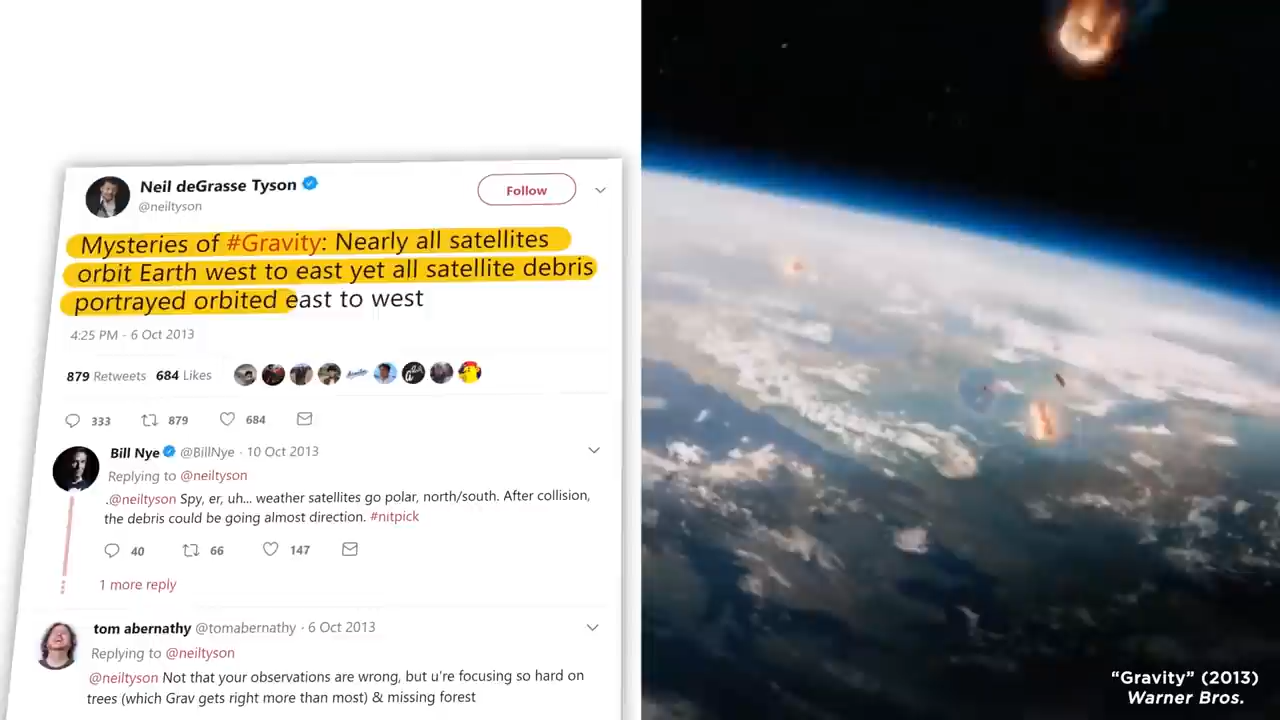 Neil deGrasse Tyson
@neiltyson
Follow
Mysteries of #Gravity: Nearly all satellites
orbit Earth west to east yet all satellite debris
portrayed orbited east to west
4:25 PM - 6 Oct 2013
879 Retweets 684 Likes
333 879 684
Bill Nye @BillNye · 10 Oct 2013
Replying to @neiltyson
.@neiltyson Spy, er, uh... weather satellites go polar, north/south. After collision,
the debris could be going almost direction. #nitpick
40 66 147
1 more reply
tom abernathy @tomabernathy · 6 Oct 2013
Replying to @neiltyson
@neiltyson Not that your observations are wrong, but u're focusing so hard on
trees (which Grav gets right more than most) & missing forest
“Gravity” (2013)
Warner Bros.